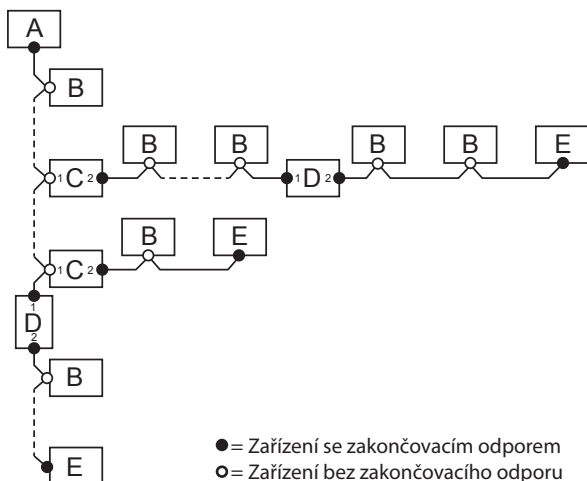 A
B
B B B B E
1 C 2 1 D 2
B E
1 C 2
1
D
2
B
E
= Zařízení se zakončovacím odporem
= Zařízení bez zakončovacího odporu